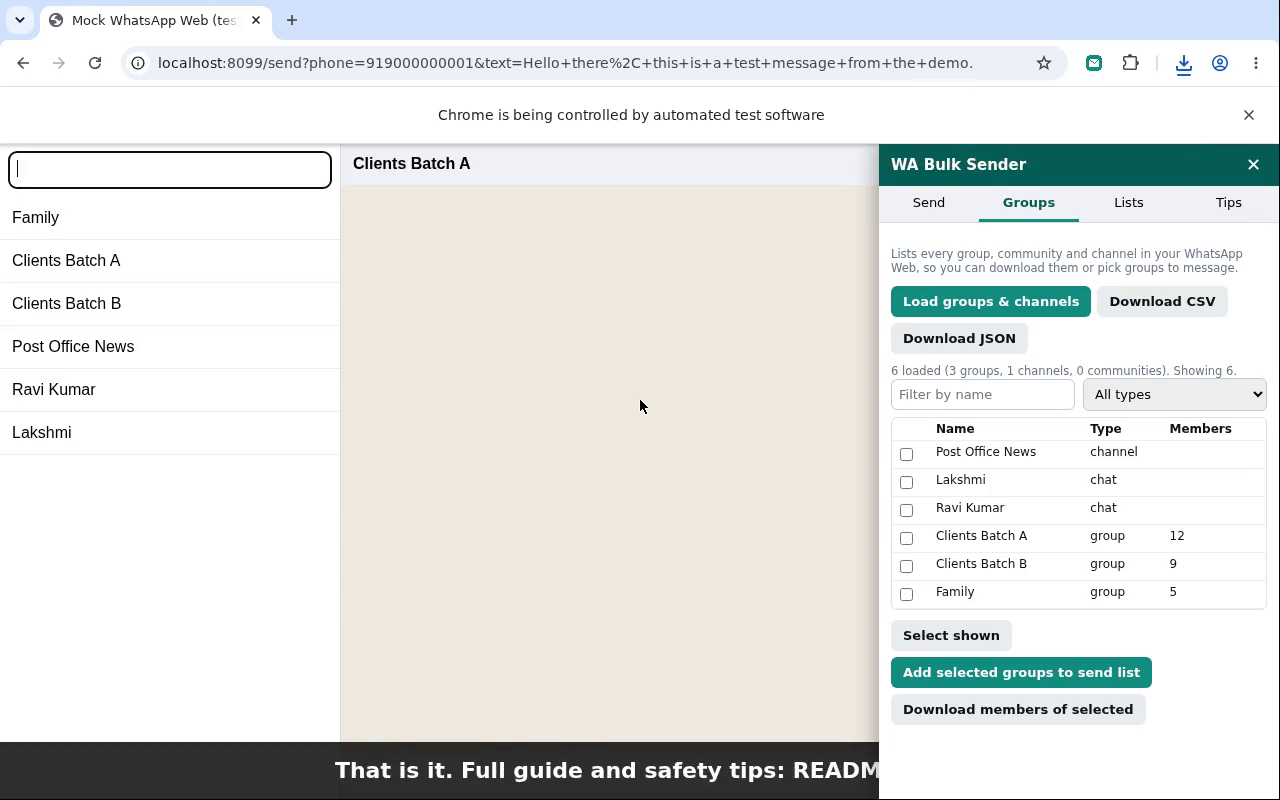 Mock WhatsApp Web (tes
localhost:8099/send?phone=919000000001&text=Hello+there%2C+this+is+a+test+message+from+the+demo.
Chrome is being controlled by automated test software
Family
Clients Batch A
Clients Batch B
Post Office News
Ravi Kumar
Lakshmi
Clients Batch A
WA Bulk Sender
Send Groups Lists Tips
Lists every group, community and channel in your WhatsApp
Web, so you can download them or pick groups to message.
Load groups & channels Download CSV
Download JSON
6 loaded (3 groups, 1 channels, 0 communities). Showing 6.
Filter by name All types
Name Type Members
Post Office News channel
Lakshmi chat
Ravi Kumar chat
Clients Batch A group 12
Clients Batch B group 9
Family group 5
Select shown
Add selected groups to send list
Download members of selected
That is it. Full guide and safety tips: READM